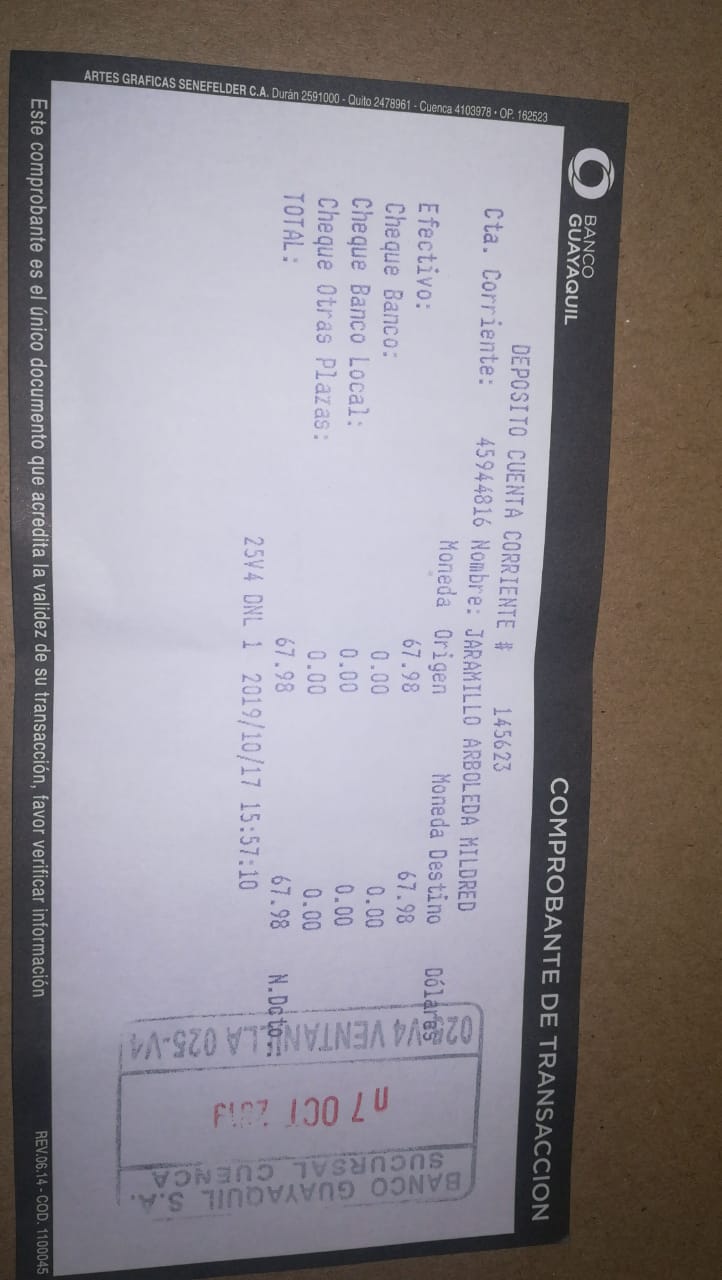 ARTES GRAFICAS SENEFELDER C.A. Durán 2591000 - Quito 2478961 - Cuenca 4103978 • OP. 162523
BANCO
GUAYAQUIL
COMPROBANTE DE TRANSACCION
DEPOSITO CUENTA CORRIENTE # 145623
Cta. Corriente: 45944816 Nombre: JARAMILLO ARBOLEDA MILDRED
Moneda Origen Moneda Destino Dólares
Efectivo: 67.98 67.98
Cheque Banco: 0.00 0.00
Cheque Banco Local: 0.00 0.00
Cheque Otras Plazas: 0.00 0.00
TOTAL: 67.98 67.98 N.Dcto.:
25V4 DNL 1 2019/10/17 15:57:10
BANCO GUAYAQUIL S.A.
SUCURSAL CUENCA
7 OCT
025-V4 VENTANILLA 025-V4
Este comprobante es el único documento que acredita la validez de su transacción, favor verificar información
REV.06.14 - COD. 1100045